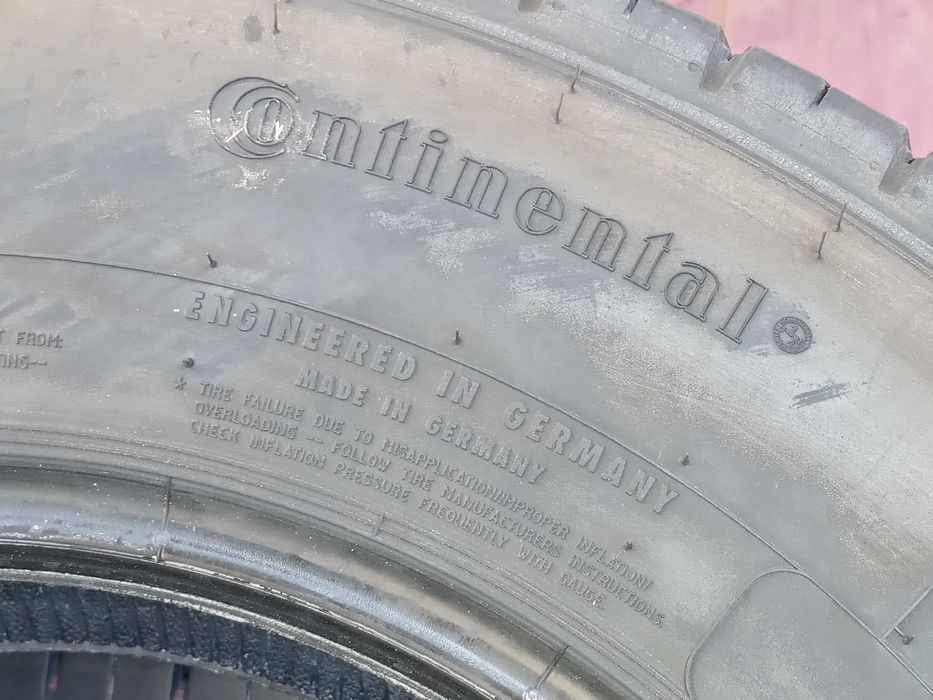 Continental
ENGINEERED IN GERMANY
MADE IN GERMANY
* TIRE FAILURE DUE TO MISAPPLICATION/IMPROPER INFLATION/
OVERLOADING -- FOLLOW TIRE MANUFACTURERS INSTRUCTIONS
CHECK INFLATION PRESSURE FREQUENTLY WITH GAUGE.
FROM: